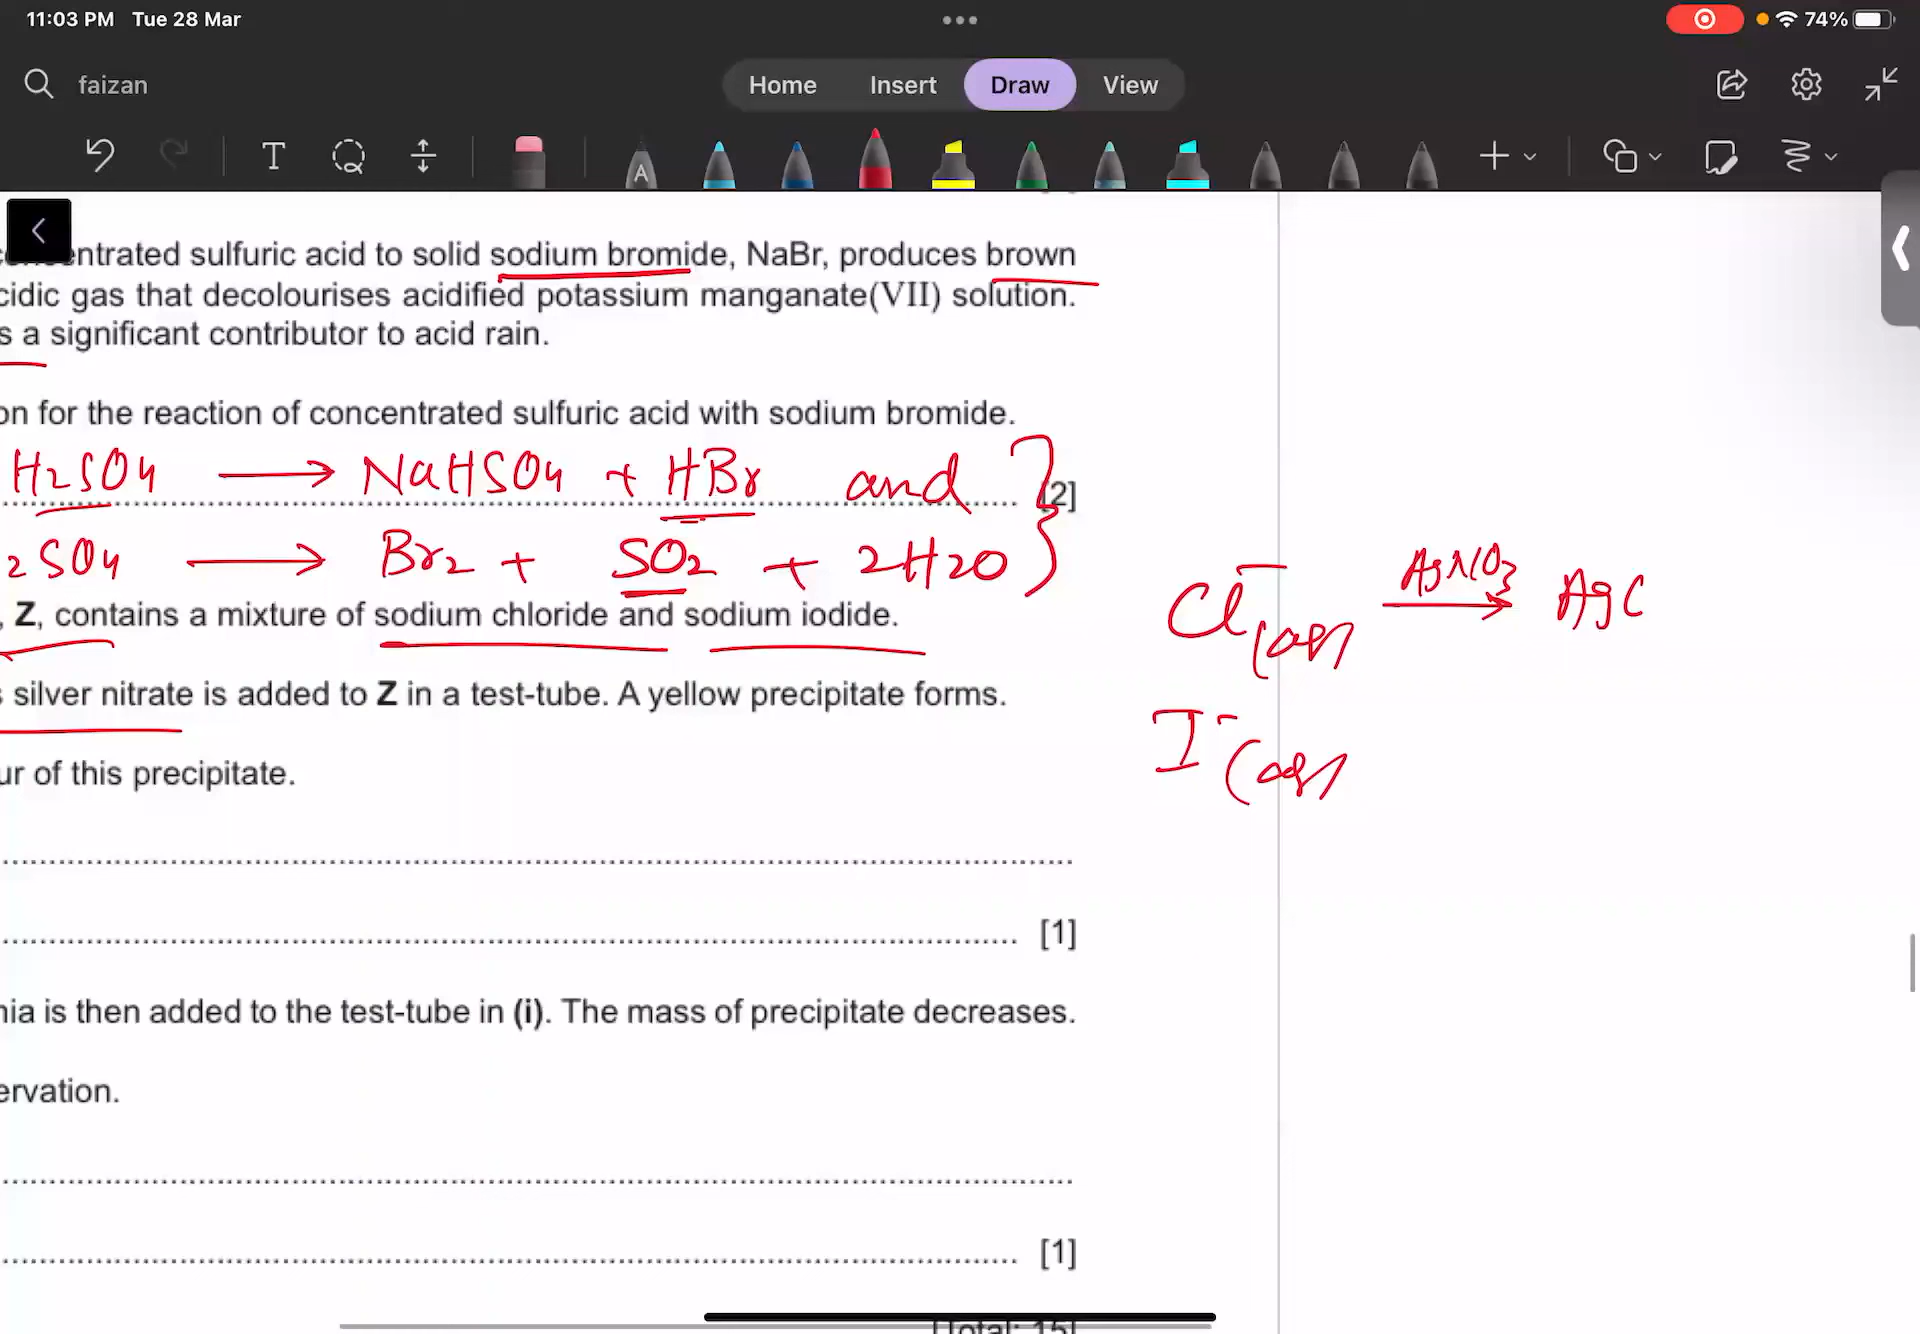 11:03 PM Tue 28 Mar
74%
faizan
Home Insert Draw View
T
A
entrated sulfuric acid to solid sodium bromide, NaBr, produces brown
cidic gas that decolourises acidified potassium manganate(VII) solution.
s a significant contributor to acid rain.
on for the reaction of concentrated sulfuric acid with sodium bromide.
H2SO4 → NaHSO4 + HBr and
[2]
2SO4 → Br2 + SO2 + 2H2O
, Z, contains a mixture of sodium chloride and sodium iodide.
Cl⁻(aq) AgNO3 → AgC
silver nitrate is added to Z in a test-tube. A yellow precipitate forms.
I⁻(aq)
ur of this precipitate.
[1]
nia is then added to the test-tube in (i). The mass of precipitate decreases.
ervation.
[1]
[Total: 15]